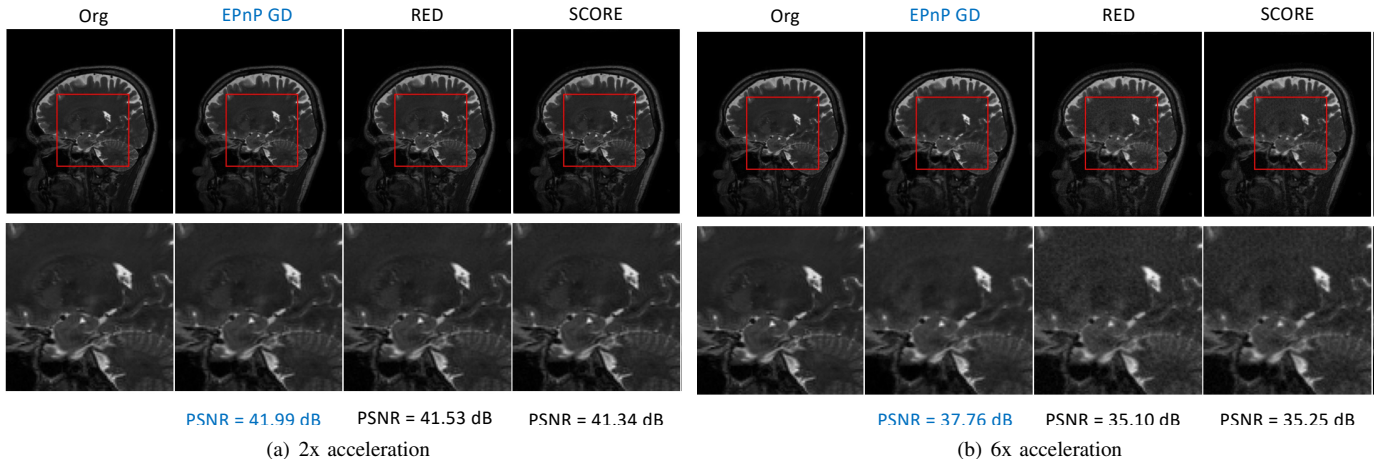 Org EPnP GD RED SCORE
PSNR = 41.99 dB PSNR = 41.53 dB PSNR = 41.34 dB
(a) 2x acceleration
Org EPnP GD RED SCORE
PSNR = 37.76 dB PSNR = 35.10 dB PSNR = 35.25 dB
(b) 6x acceleration